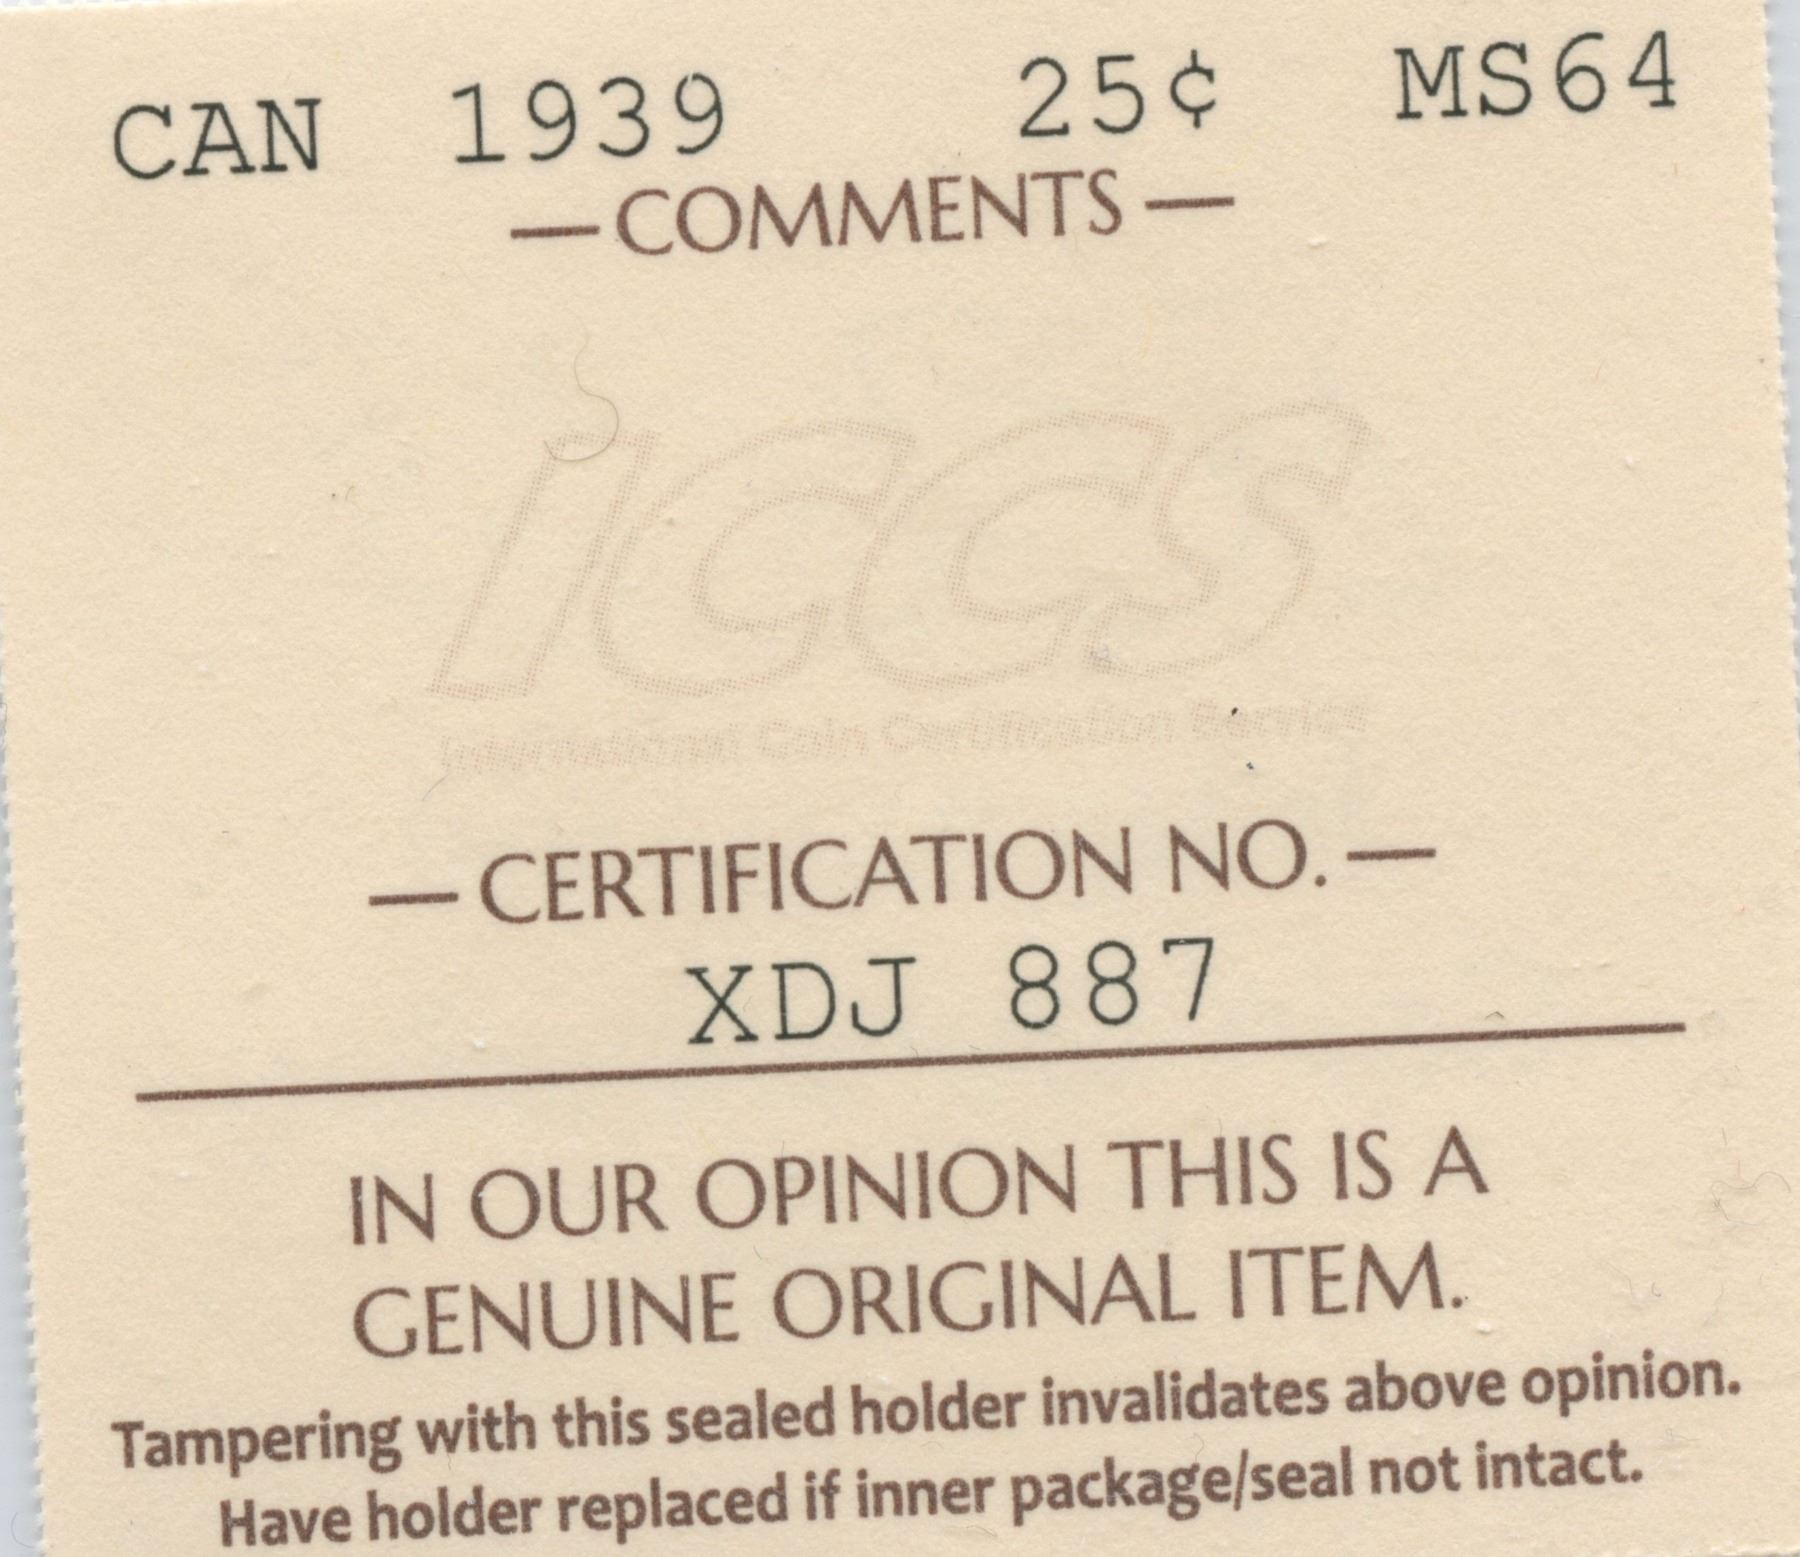 CAN 1939 25¢ MS64
— COMMENTS —
ICCS
International Coin Certification Service
— CERTIFICATION NO. —
XDJ 887
IN OUR OPINION THIS IS A
GENUINE ORIGINAL ITEM.
Tampering with this sealed holder invalidates above opinion.
Have holder replaced if inner package/seal not intact.